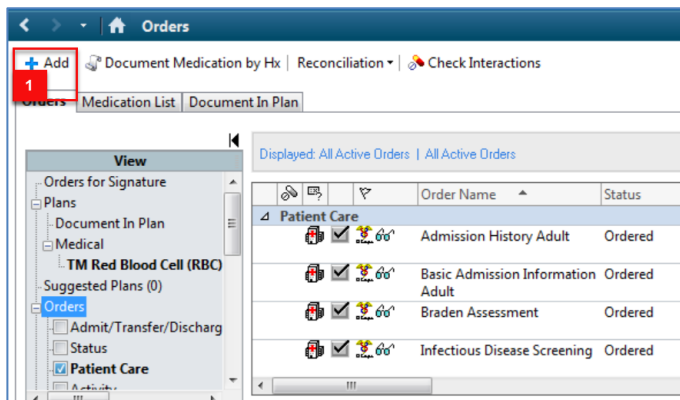 Orders
Add
Document Medication by Hx | Reconciliation | Check Interactions
1
Orders
Medication List
Document In Plan
View
Displayed: All Active Orders | All Active Orders
Orders for Signature
Plans
Document In Plan
Medical
TM Red Blood Cell (RBC)
Suggested Plans (0)
Orders
Admit/Transfer/Discharg
Status
Patient Care
Activity
Order Name
Status
Patient Care
Admission History Adult
Ordered
Basic Admission Information
Adult
Ordered
Braden Assessment
Ordered
Infectious Disease Screening
Ordered